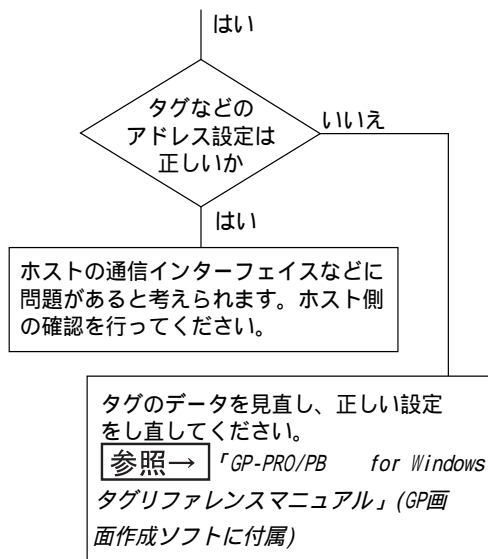 はい
タグなどの
アドレス設定は
正しいか
いいえ
はい
ホストの通信インターフェイスなどに
問題があると考えられます。ホスト側
の確認を行ってください。
タグのデータを見直し、正しい設定
をし直してください。
参照→ 「GP-PRO/PB for Windows
タグリファレンスマニュアル」(GP画
面作成ソフトに付属)